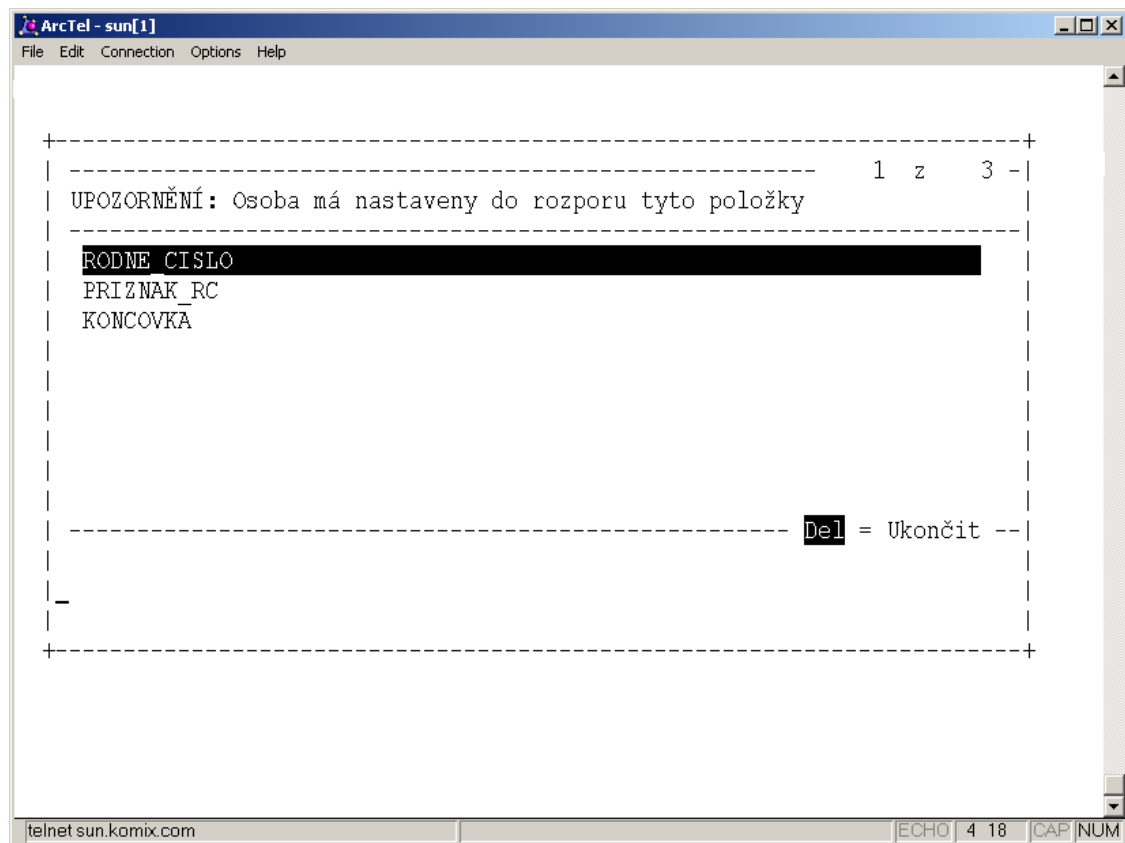 ArcTel - sun[1]
File Edit Connection Options Help
1 z 3
UPOZORNĚNÍ: Osoba má nastaveny do rozporu tyto položky
RODNE_CISLO
PRIZNAK_RC
KONCOVKA
Del = Ukončit
telnet sun.komix.com ECHO 4 18 CAP NUM